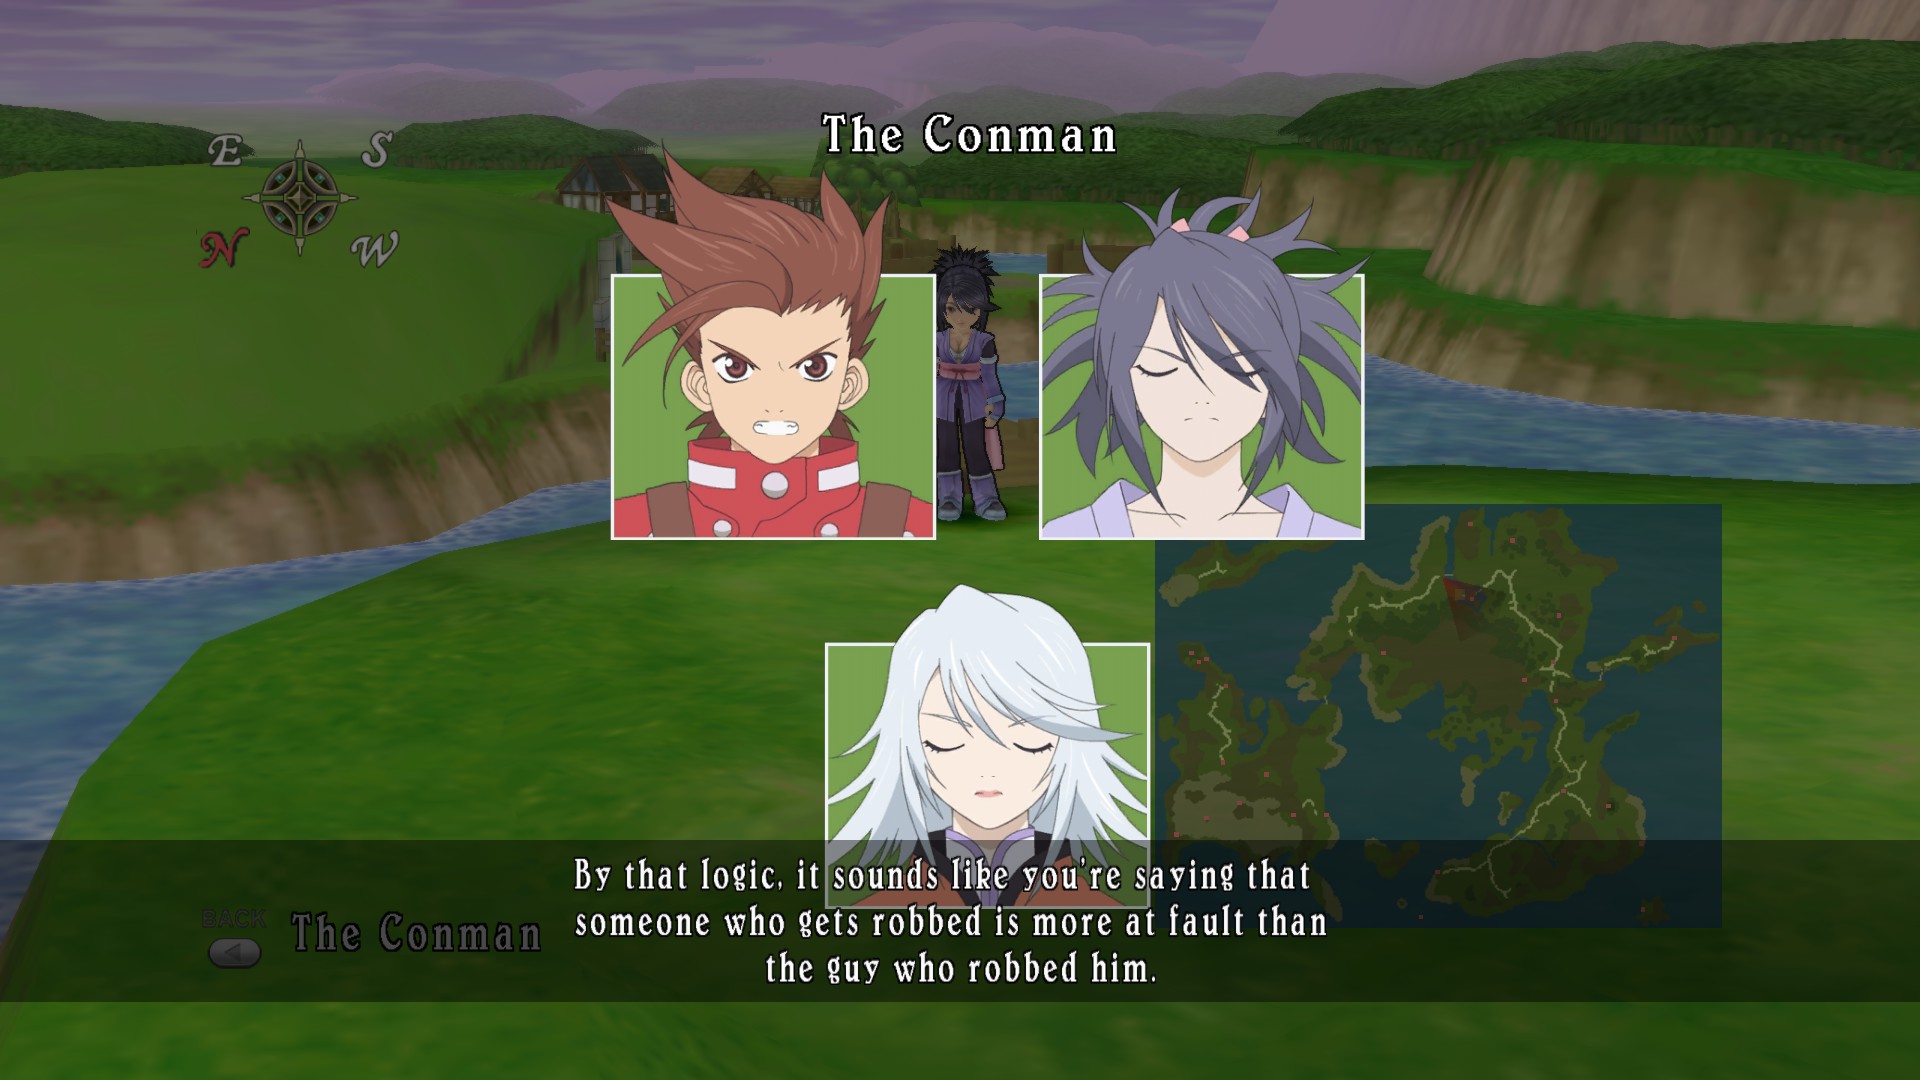 The Conman
E
S
N
W
By that logic, it sounds like you're saying that
someone who gets robbed is more at fault than
the guy who robbed him.
BACK
The Conman